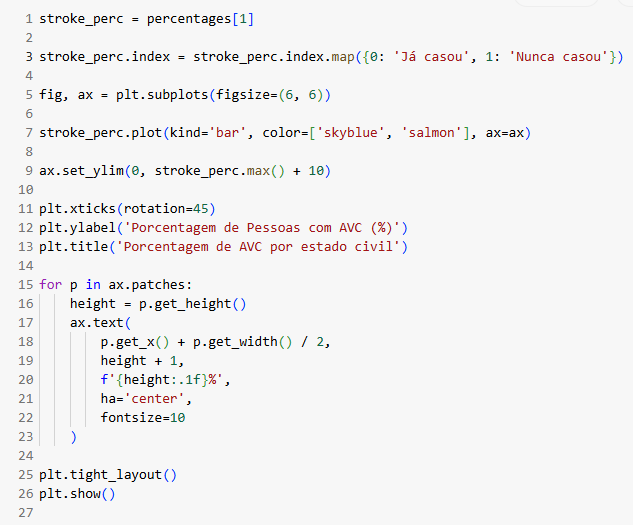 1 stroke_perc = percentages[1]
2
3 stroke_perc.index = stroke_perc.index.map({0: 'Já casou', 1: 'Nunca casou'})
4
5 fig, ax = plt.subplots(figsize=(6, 6))
6
7 stroke_perc.plot(kind='bar', color=['skyblue', 'salmon'], ax=ax)
8
9 ax.set_ylim(0, stroke_perc.max() + 10)
10
11 plt.xticks(rotation=45)
12 plt.ylabel('Porcentagem de Pessoas com AVC (%)')
13 plt.title('Porcentagem de AVC por estado civil')
14
15 for p in ax.patches:
16     height = p.get_height()
17     ax.text(
18         p.get_x() + p.get_width() / 2,
19         height + 1,
20         f'{height:.1f}%',
21         ha='center',
22         fontsize=10
23     )
24
25 plt.tight_layout()
26 plt.show()
27